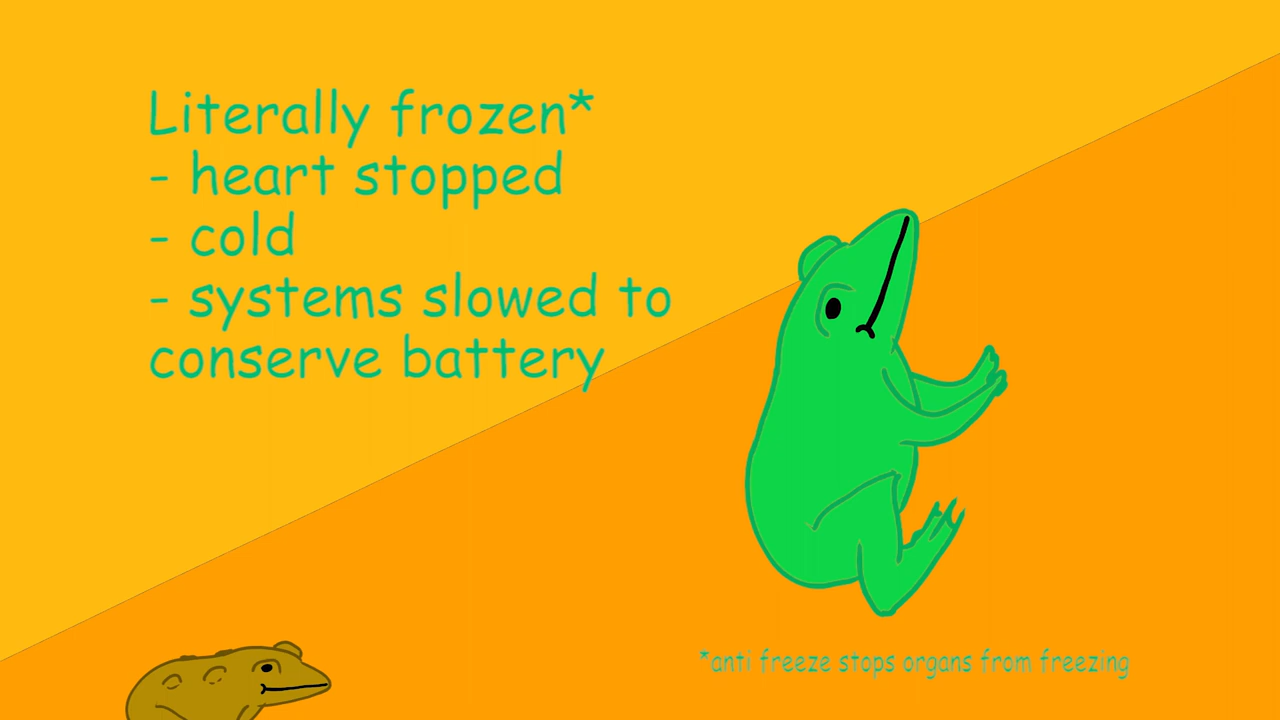 Literally frozen*
- heart stopped
- cold
- systems slowed to
conserve battery
*anti freeze stops organs from freezing